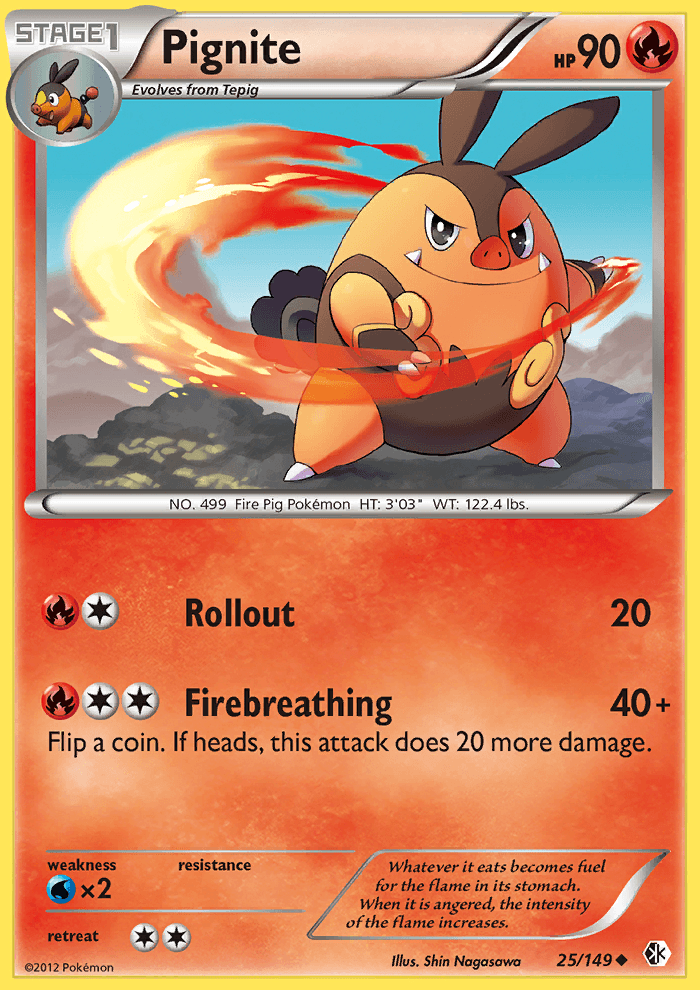 STAGE1
Pignite
HP90
Evolves from Tepig
NO. 499 Fire Pig Pokémon HT: 3'03" WT: 122.4 lbs.
Rollout 20
Firebreathing 40+
Flip a coin. If heads, this attack does 20 more damage.
weakness resistance
×2
retreat
Whatever it eats becomes fuel
for the flame in its stomach.
When it is angered, the intensity
of the flame increases.
©2012 Pokémon
Illus. Shin Nagasawa
25/149